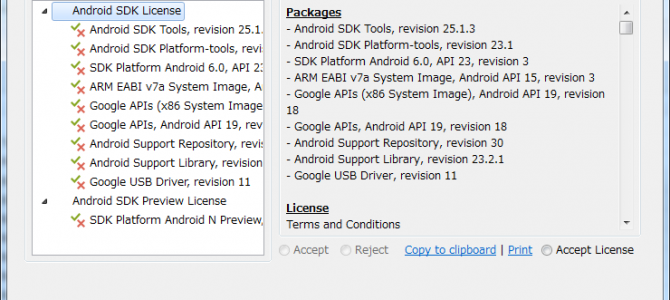 Android SDK License
Android SDK Tools, revision 25.1.
Android SDK Platform-tools, revi
SDK Platform Android 6.0, API 23
ARM EABI v7a System Image, A
Google APIs (x86 System Image
Google APIs, Android API 19, re
Android Support Repository, re
Android Support Library, revision
Google USB Driver, revision 11
Android SDK Preview License
SDK Platform Android N Preview,
Packages
- Android SDK Tools, revision 25.1.3
- Android SDK Platform-tools, revision 23.1
- SDK Platform Android 6.0, API 23, revision 3
- ARM EABI v7a System Image, Android API 15, revision 3
- Google APIs (x86 System Image), Android API 19, revision
18
- Google APIs, Android API 19, revision 18
- Android Support Repository, revision 30
- Android Support Library, revision 23.2.1
- Google USB Driver, revision 11
License
Terms and Conditions
Accept Reject Copy to clipboard | Print Accept License